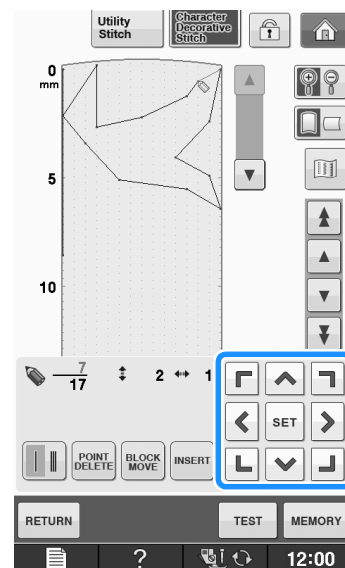 Utility Stitch
Character Decorative Stitch
0
mm
5
10
7
17
2
1
SET
POINT DELETE
BLOCK MOVE
INSERT
RETURN
TEST
MEMORY
?
12:00